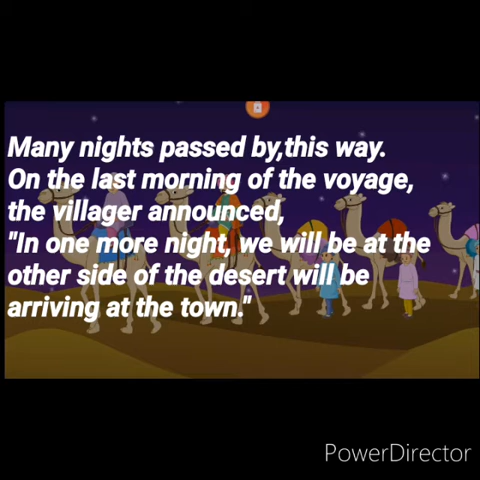 Many nights passed by,this way.
On the last morning of the voyage,
the villager announced,
"In one more night, we will be at the
other side of the desert will be
arriving at the town."
PowerDirector